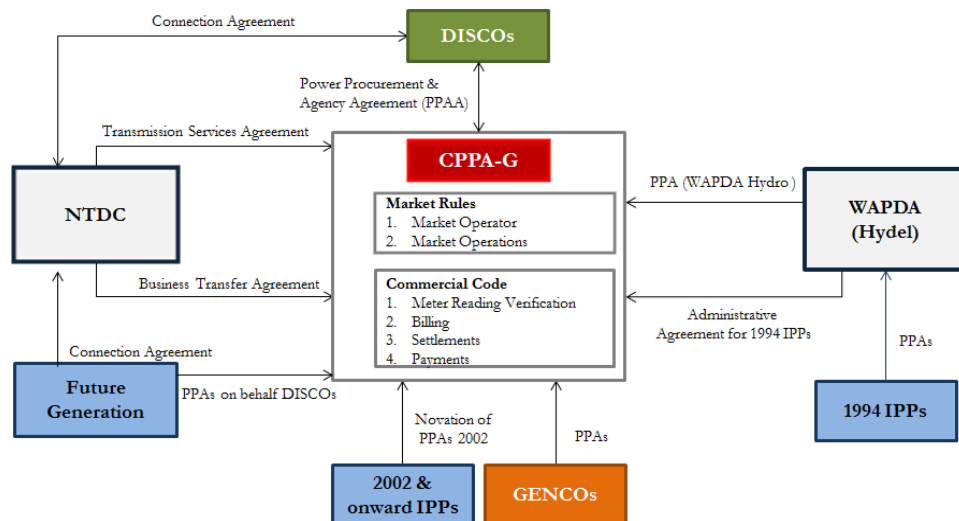 Connection Agreement
DISCOs
Power Procurement &
Agency Agreement (PPAA)
Transmission Services Agreement
CPPA-G
PPA (WAPDA Hydro )
NTDC
Market Rules
1. Market Operator
2. Market Operations
WAPDA
(Hydel)
Business Transfer Agreement
Commercial Code
1. Meter Reading Verification
2. Billing
3. Settlements
4. Payments
Administrative
Agreement for 1994 IPPs
PPAs
Connection Agreement
Future
Generation
PPAs on behalf DISCOs
1994 IPPs
Novation of
PPAs 2002
PPAs
2002 &
onward IPPs
GENCOs